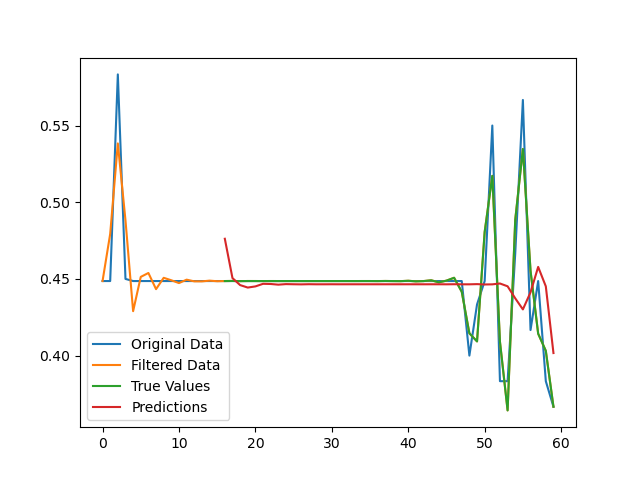 0.55
0.50
0.45
0.40
Original Data
Filtered Data
True Values
Predictions
0 10 20 30 40 50 60